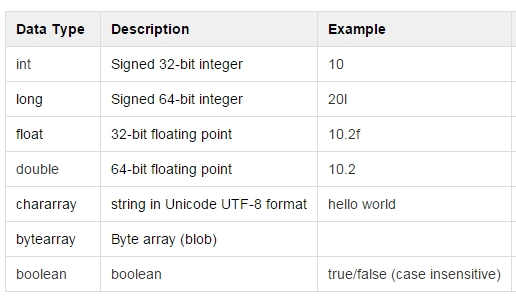 Data Type Description Example
int Signed 32-bit integer 10
long Signed 64-bit integer 20l
float 32-bit floating point 10.2f
double 64-bit floating point 10.2
chararray string in Unicode UTF-8 format hello world
bytearray Byte array (blob)
boolean boolean true/false (case insensitive)